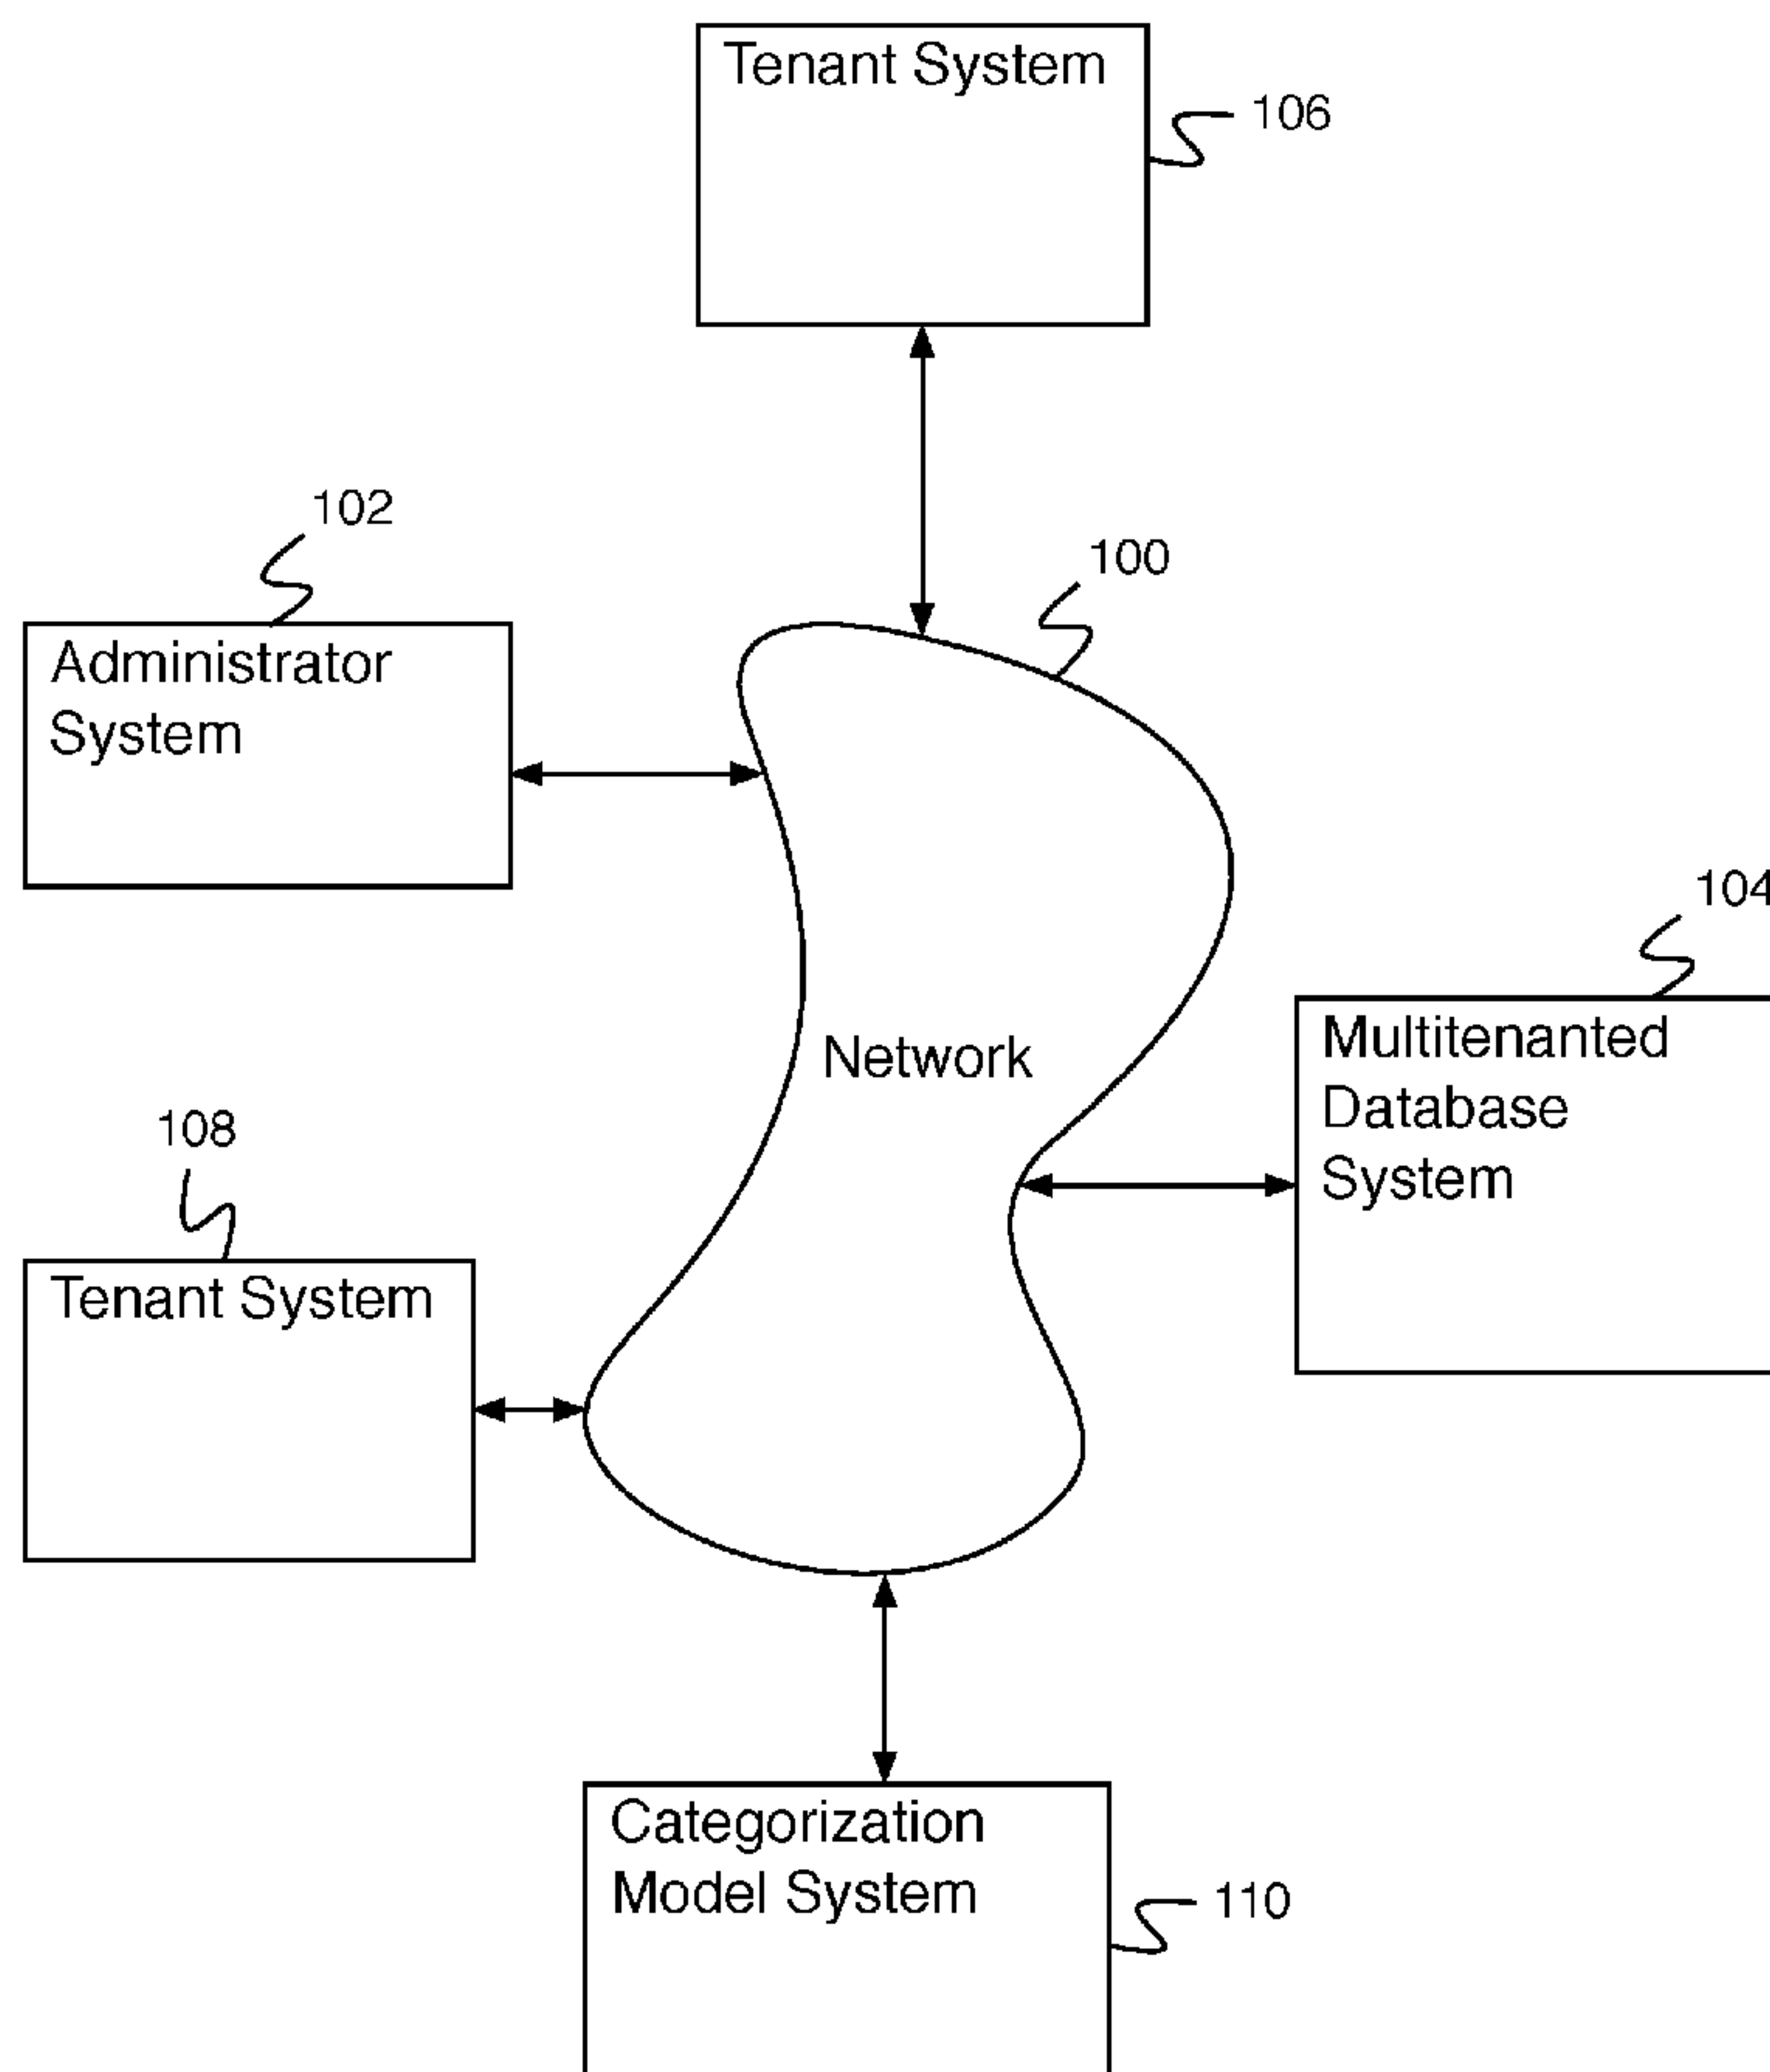 Tenant System
106
102
100
Administrator
System
104
Multitenanted
Database
System
Network
108
Tenant System
Categorization
Model System
110